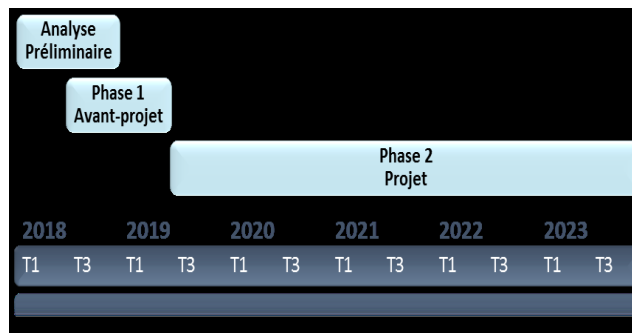 Analyse
Préliminaire
Phase 1
Avant-projet
Phase 2
Projet
2018 2019 2020 2021 2022 2023
T1 T3 T1 T3 T1 T3 T1 T3 T1 T3 T1 T3